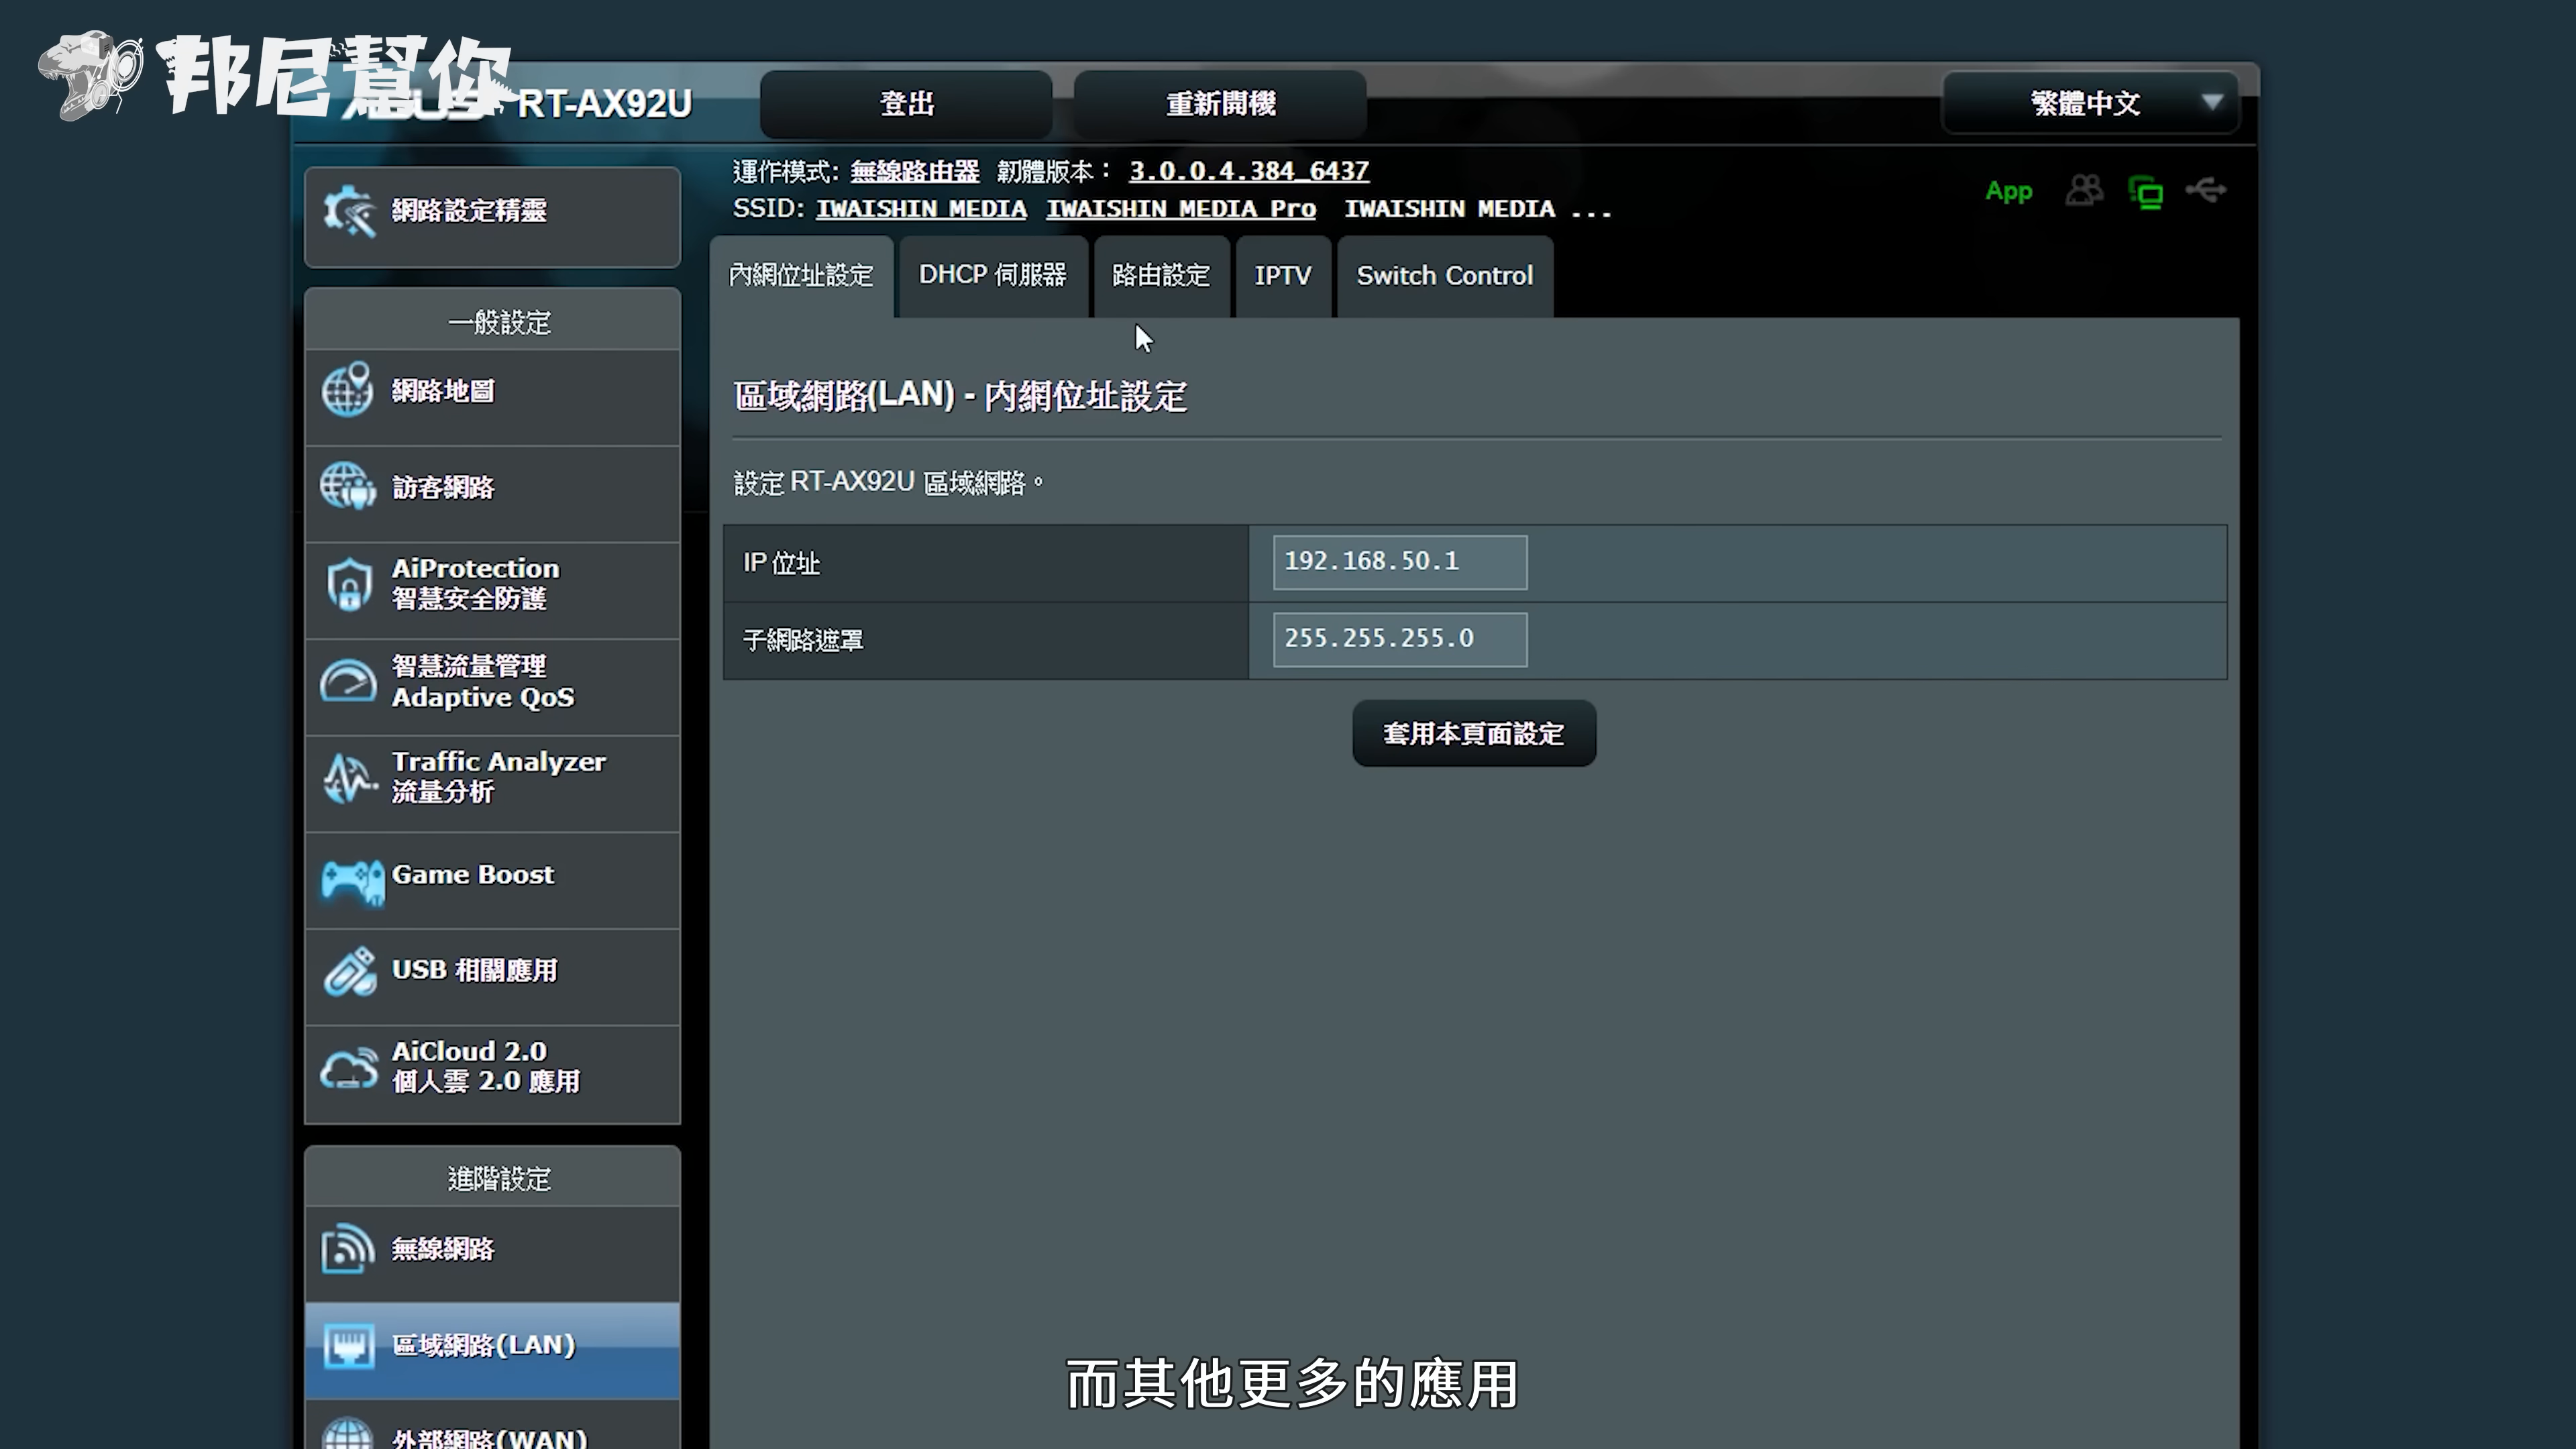 邦尼幫你
RT-AX92U
登出
重新開機
繁體中文
運作模式: 無線路由器 韌體版本： 3.0.0.4.384_6437
SSID: IWAISHIN MEDIA IWAISHIN MEDIA Pro IWAISHIN MEDIA ...
App
網路設定精靈
一般設定
網路地圖
訪客網路
AiProtection
智慧安全防護
智慧流量管理
Adaptive QoS
Traffic Analyzer
流量分析
Game Boost
USB 相關應用
AiCloud 2.0
個人雲 2.0 應用
進階設定
無線網路
區域網路(LAN)
外部網路(WAN)
內網位址設定
DHCP 伺服器
路由設定
IPTV
Switch Control
區域網路(LAN) - 內網位址設定
設定 RT-AX92U 區域網路。
IP 位址
192.168.50.1
子網路遮罩
255.255.255.0
套用本頁面設定
而其他更多的應用